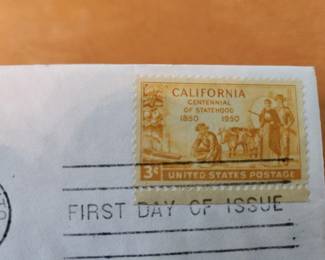 CALIFORNIA
CENTENNIAL
OF STATEHOOD
1850 1950
3¢
UNITED STATES POSTAGE
FIRST DAY OF ISSUE